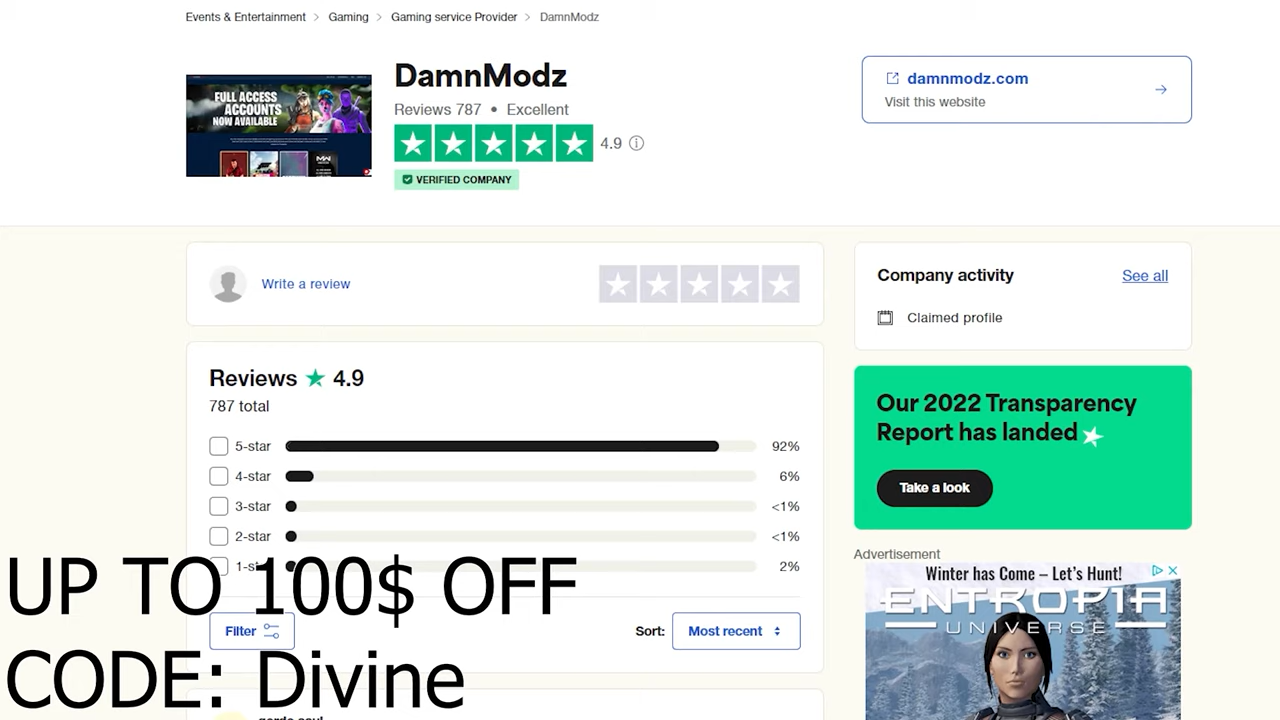 Events & Entertainment > Gaming > Gaming service Provider > DamnModz
FULL ACCESS
ACCOUNTS
NOW AVAILABLE
DamnModz
Reviews 787 • Excellent
4.9
VERIFIED COMPANY
damnmodz.com
Visit this website
Write a review
Company activity
See all
Claimed profile
Reviews ★ 4.9
787 total
5-star 92%
4-star 6%
3-star <1%
2-star <1%
2%
Our 2022 Transparency
Report has landed
Take a look
Advertisement
Winter has Come – Let's Hunt!
ENTROPIA
UNIVERSE
Filter
Sort:
Most recent
UP TO 100$ OFF
CODE: Divine